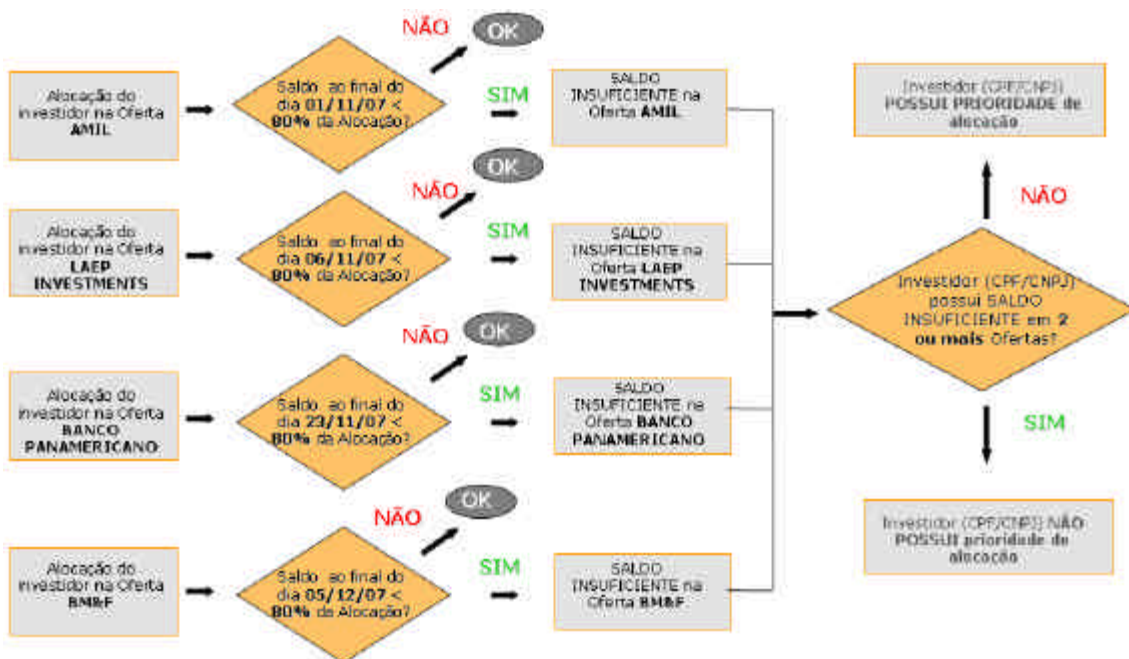 Alocação do
investidor na Oferta
AMIL
Saldo ao final do
dia 01/11/07 <
80% da Alocação?
NÃO
OK
SIM
SALDO
INSUFICIENTE na
Oferta AMIL
Alocação do
investidor na Oferta
LAEP
INVESTMENTS
Saldo ao final do
dia 06/11/07 <
80% da Alocação?
NÃO
OK
SIM
SALDO
INSUFICIENTE na
Oferta LAEP
INVESTMENTS
Alocação do
investidor na Oferta
BANCO
PANAMERICANO
Saldo ao final do
dia 23/11/07 <
80% da Alocação?
NÃO
OK
SIM
SALDO
INSUFICIENTE na
Oferta BANCO
PANAMERICANO
Alocação do
investidor na Oferta
BM&F
Saldo ao final do
dia 05/12/07 <
80% da Alocação?
NÃO
OK
SIM
SALDO
INSUFICIENTE na
Oferta BM&F
Investidor (CPF/CNPJ)
possui SALDO
INSUFICIENTE em 2
ou mais Ofertas?
NÃO
Investidor (CPF/CNPJ)
POSSUI PRIORIDADE de
alocação
SIM
Investidor (CPF/CNPJ) NÃO
POSSUI prioridade de
alocação